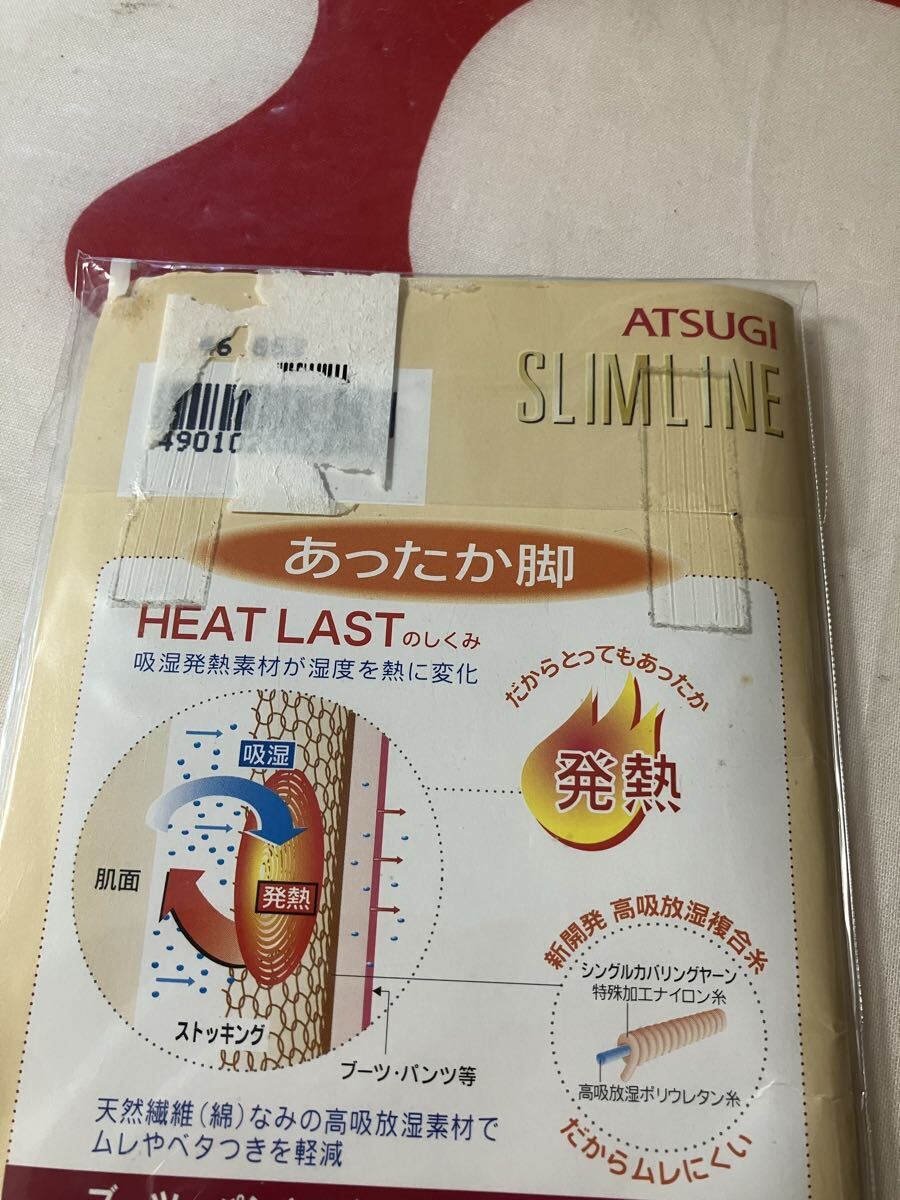 ATSUGI
SLIMLINE
49010
あったか脚
HEAT LASTのしくみ
吸湿発熱素材が湿度を熱に変化
だからとってもあったか
発熱
吸湿
肌面
発熱
ストッキング
ブーツ・パンツ等
新開発 高吸放湿複合糸
シングルカバリングヤーン
特殊加工ナイロン糸
高吸放湿ポリウレタン糸
だからムレにくい
天然繊維(綿)なみの高吸放湿素材で
ムレやベタつきを軽減